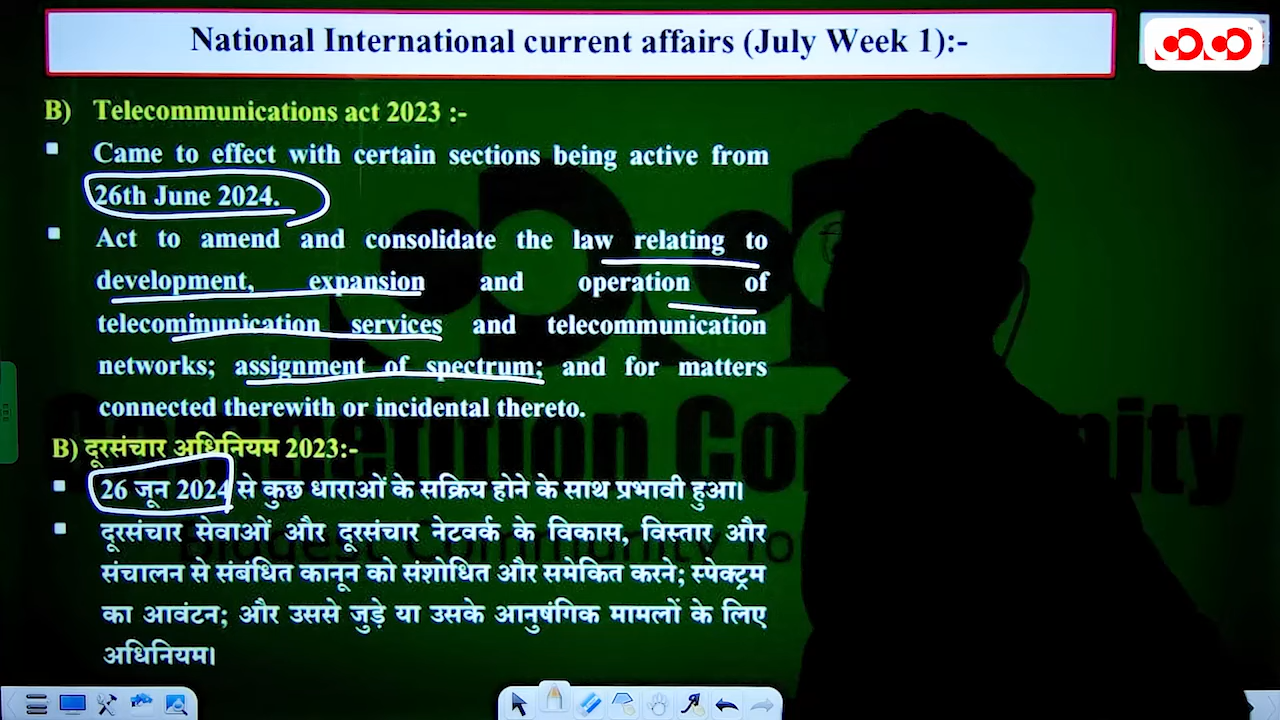 National International current affairs (July Week 1):-
B) Telecommunications act 2023 :-
▪ Came to effect with certain sections being active from
26th June 2024.
▪ Act to amend and consolidate the law relating to
development, expansion and operation of
telecommunication services and telecommunication
networks; assignment of spectrum; and for matters
connected therewith or incidental thereto.
B) दूरसंचार अधिनियम 2023:-
▪ 26 जून 2024 से कुछ धाराओं के सक्रिय होने के साथ प्रभावी हुआ।
▪ दूरसंचार सेवाओं और दूरसंचार नेटवर्क के विकास, विस्तार और
संचालन से संबंधित कानून को संशोधित और समेकित करने; स्पेक्ट्रम
का आवंटन; और उससे जुड़े या उसके आनुषंगिक मामलों के लिए
अधिनियम।